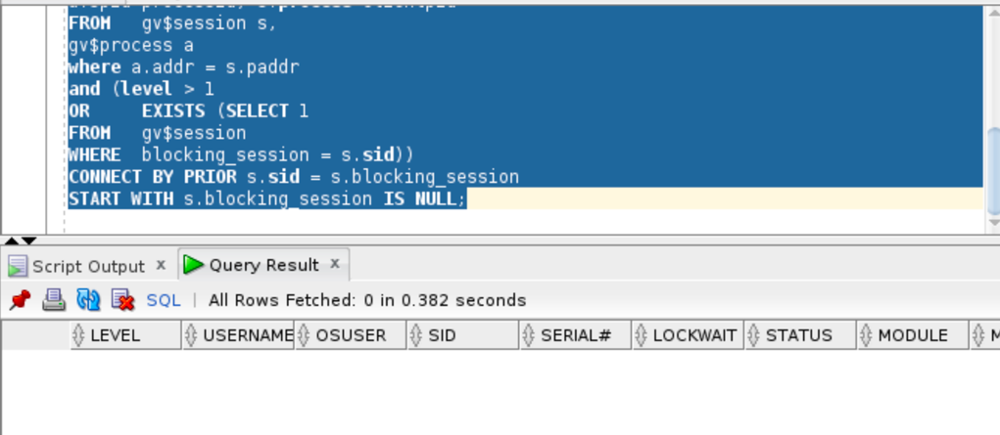 FROM   gv$session s,
gv$process a
where a.addr = s.paddr
and (level > 1
OR     EXISTS (SELECT 1
FROM   gv$session
WHERE  blocking_session = s.sid))
CONNECT BY PRIOR s.sid = s.blocking_session
START WITH s.blocking_session IS NULL;
Script Output x
Query Result x
SQL | All Rows Fetched: 0 in 0.382 seconds
LEVEL USERNAME OSUSER SID SERIAL# LOCKWAIT STATUS MODULE